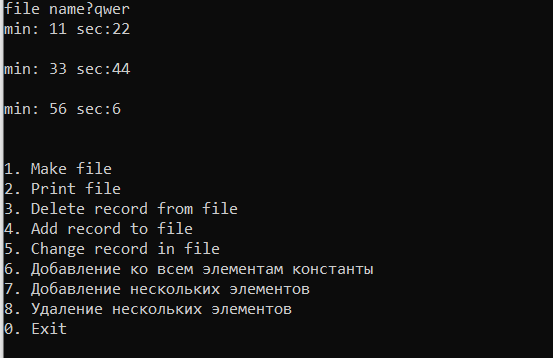 file name?qwer
min: 11 sec:22
min: 33 sec:44
min: 56 sec:6
1. Make file
2. Print file
3. Delete record from file
4. Add record to file
5. Change record in file
6. Добавление ко всем элементам константы
7. Добавление нескольких элементов
8. Удаление нескольких элементов
0. Exit